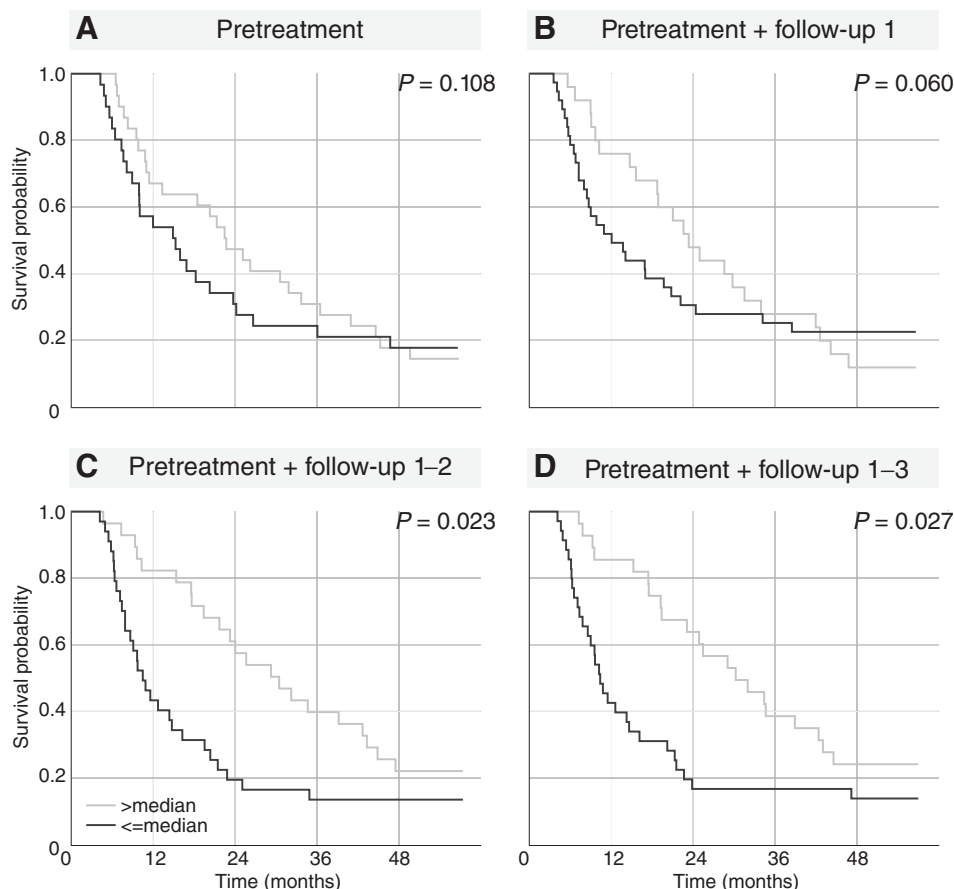 A Pretreatment
B Pretreatment + follow-up 1
P = 0.108
P = 0.060
1.0
0.8
0.6
0.4
0.2
0
Survival probability
C Pretreatment + follow-up 1–2
D Pretreatment + follow-up 1–3
P = 0.023
P = 0.027
1.0
0.8
0.6
0.4
0.2
0
Survival probability
>median
<=median
12 24 36 48
0 12 24 36 48
Time (months)
Time (months)